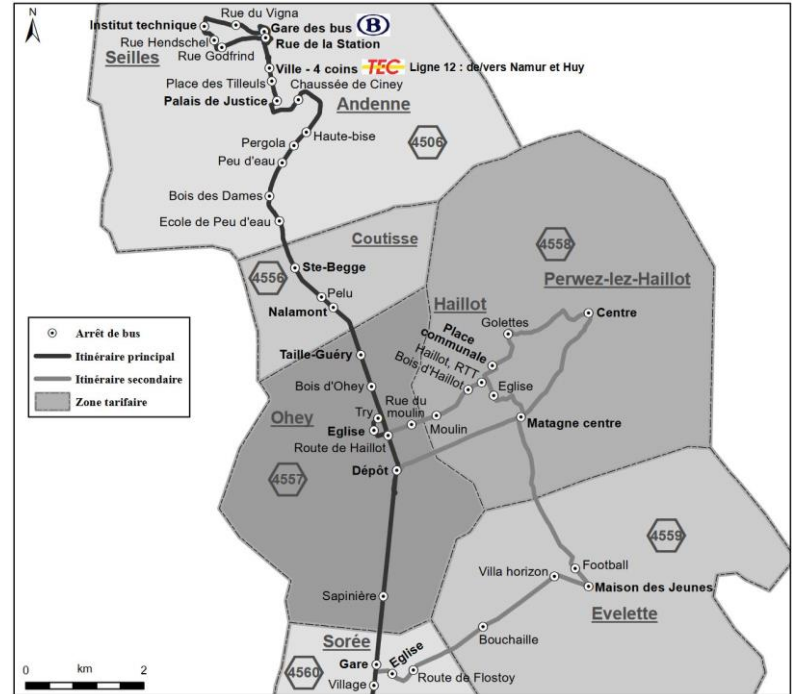 N
Rue du Vigna
Institut technique
Gare des bus
B
Rue Hendschel
Rue de la Station
Rue Godfrind
Seilles
Ville - 4 coins
TEC
Ligne 12 : de/vers Namur et Huy
Place des Tilleuls
Chaussée de Ciney
Palais de Justice
Andenne
Haute-bise
Pergola
4506
Peu d'eau
Bois des Dames
Ecole de Peu d'eau
Coutisse
4558
Ste-Begge
4556
Perwez-lez-Haillot
Pelu
Nalamont
Haillot
Centre
Golettes
Place
communale
Arrêt de bus
Itinéraire principal
Itinéraire secondaire
Zone tarifaire
Taille-Guéry
Haillot, RTT
Bois d'Haillot
Bois d'Ohey
Eglise
Try
Rue du
moulin
Ohey
Eglise
Moulin
Matagne centre
Route de Haillot
Dépôt
4557
4559
Football
Villa horizon
Maison des Jeunes
Sapinière
Evelette
Bouchaille
Sorée
Eglise
Gare
4560
Route de Flostoy
Village
0 km 2